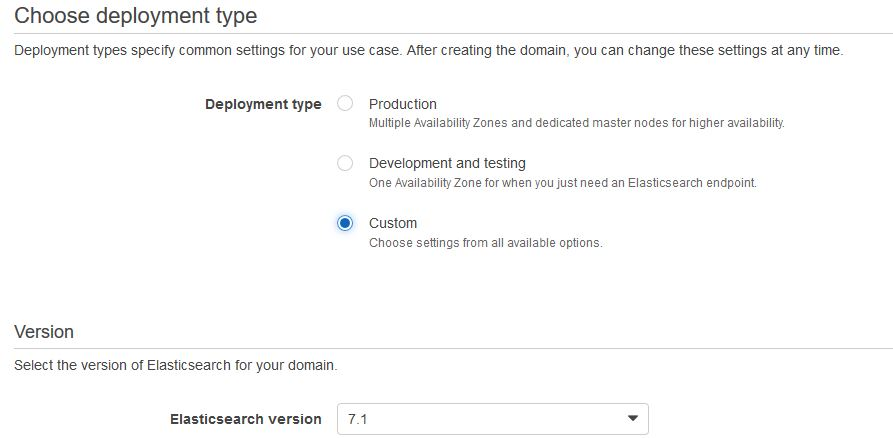 Choose deployment type
Deployment types specify common settings for your use case. After creating the domain, you can change these settings at any time.
Deployment type
Production
Multiple Availability Zones and dedicated master nodes for higher availability.
Development and testing
One Availability Zone for when you just need an Elasticsearch endpoint.
Custom
Choose settings from all available options.
Version
Select the version of Elasticsearch for your domain.
Elasticsearch version
7.1